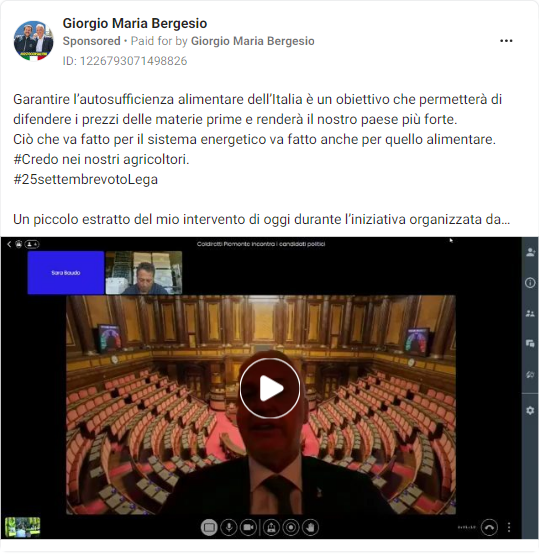 Giorgio Maria Bergesio
Sponsored • Paid for by Giorgio Maria Bergesio
ID: 1226793071498826
Garantire l'autosufficienza alimentare dell'Italia è un obiettivo che permetterà di
difendere i prezzi delle materie prime e renderà il nostro paese più forte.
Ciò che va fatto per il sistema energetico va fatto anche per quello alimentare.
#Credo nei nostri agricoltori.
#25settembrevotoLega
Un piccolo estratto del mio intervento di oggi durante l'iniziativa organizzata da...
Coldiretti Piemonte incontra i candidati politici
Sara Baudo